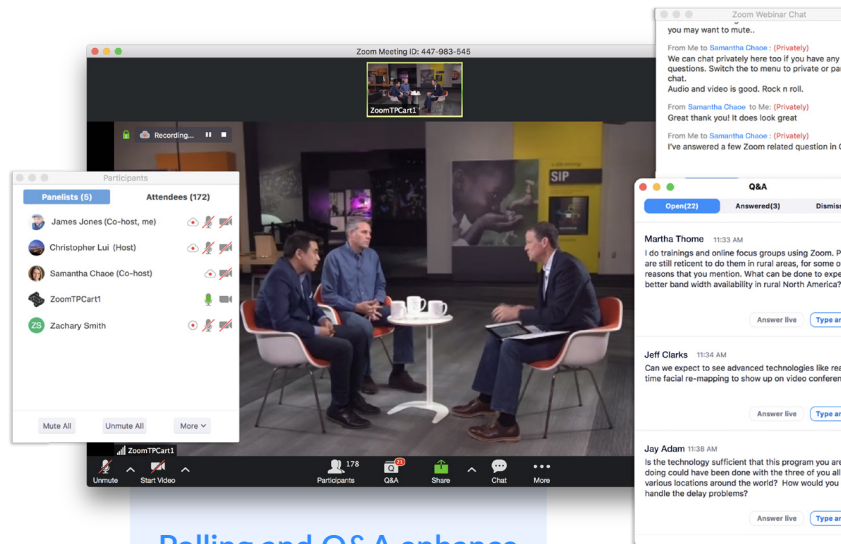 Zoom Webinar Chat
you may want to mute..
From Me to Samantha Chaoe : (Privately)
We can chat privately here too If you have any
questions. Switch the to menu to private or
chat.
Audio and video is good. Rock n roll.
From Samantha Chaoe to Me: (Privately)
Great thank you! It does look great
From Me to Samantha Chaoe : (Privately)
I've answered a few Zoom related question in
Zoom Meeting ID: 447-983-545
ZoomTPCart1
Recording...
SIP
Participants
Panelists (5)
Attendees (172)
James Jones (Co-host, me)
Christopher Lui (Host)
Samantha Chaoe (Co-host)
ZoomTPCart1
ZS
Zachary Smith
Mute All
Unmute All
More
ZoomTPCart1
Unmute
Start Video
178
Participants
Q&A
Share
Chat
More
Q&A
Open(22)
Answered(3)
Dismis
Martha Thome 11:33 AM
I do trainings and online focus groups using Zoom. P
are still reticent to do them in rural areas, for some o
reasons that you mention. What can be done to expe
better band width availability in rural North America?
Answer live
Type an
Jeff Clarks 11:34 AM
Can we expect to see advanced technologies like rea
time facial re-mapping to show up on video conferen
Answer live
Type an
Jay Adam 11:38 AM
Is the technology sufficient that this program you are
doing could have been done with the three of you all
various locations around the world? How would you
handle the delay problems?
Answer live
Type an
Polling and Q&A enhance